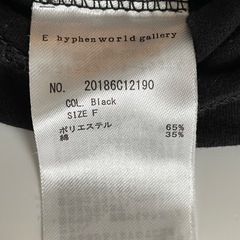 E hyphen world gallery
NO. 20186C12190
COL. Black
SIZE F
ポリエステル 65%
綿 35%